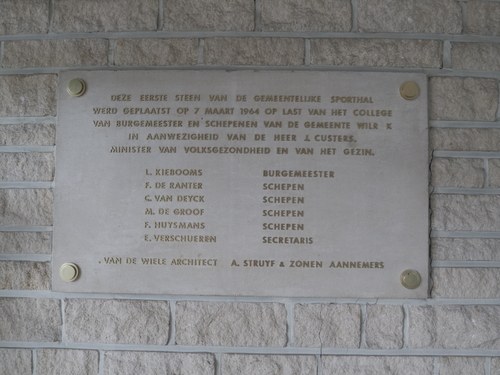 DEZE EERSTE STEEN VAN DE GEMEENTELIJKE SPORTHAL
WERD GEPLAATST OP 7 MAART 1964 OP LAST VAN HET COLLEGE
VAN BURGEMEESTER EN SCHEPENEN VAN DE GEMEENTE WILR K
IN AANWEZIGHEID VAN DE HEER J. CUSTERS,
MINISTER VAN VOLKSGEZONDHEID EN VAN HET GEZIN.
L. KIEBOOMS BURGEMEESTER
F. DE RANTER SCHEPEN
C. VAN DEYCK SCHEPEN
M. DE GROOF SCHEPEN
F. HUYSMANS SCHEPEN
E. VERSCHUEREN SECRETARIS
. VAN DE WIELE ARCHITECT A. STRUYF & ZONEN AANNEMERS